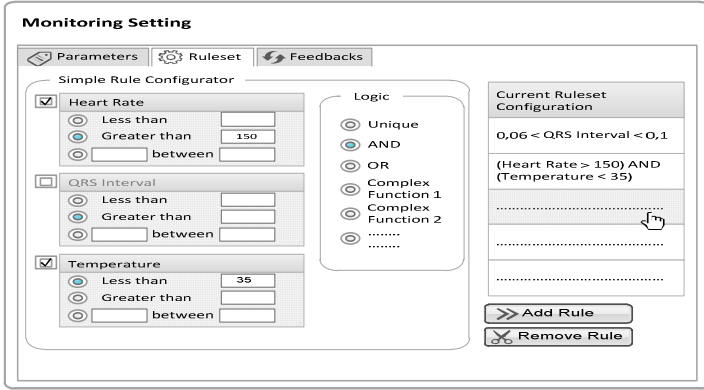 Monitoring Setting
Parameters
Ruleset
Feedbacks
Simple Rule Configurator
Heart Rate
Less than
Greater than 150
between
QRS Interval
Less than
Greater than
between
Temperature
Less than 35
Greater than
between
Logic
Unique
AND
OR
Complex
Function 1
Complex
Function 2
........
........
Current Ruleset
Configuration
0,06 < QRS Interval < 0,1
(Heart Rate > 150) AND
(Temperature < 35)
..........................................
..........................................
..........................................
Add Rule
Remove Rule